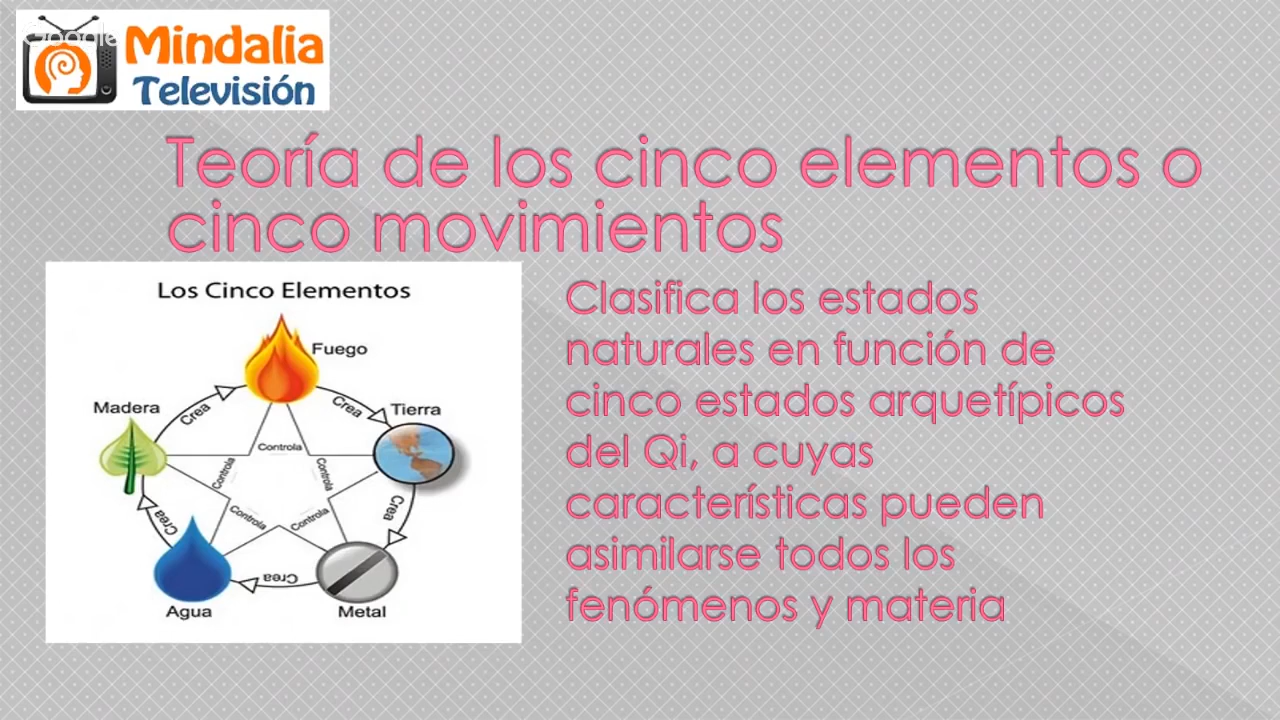 Google
Mindalia
Televisión
Teoría de los cinco elementos o
cinco movimientos
Los Cinco Elementos
Fuego
Madera
Crea
Crea
Tierra
Controla
Controla
Controla
Crea
Crea
Controla
Controla
Crea
Agua
Metal
Clasifica los estados
naturales en función de
cinco estados arquetípicos
del Qi, a cuyas
características pueden
asimilarse todos los
fenómenos y materia